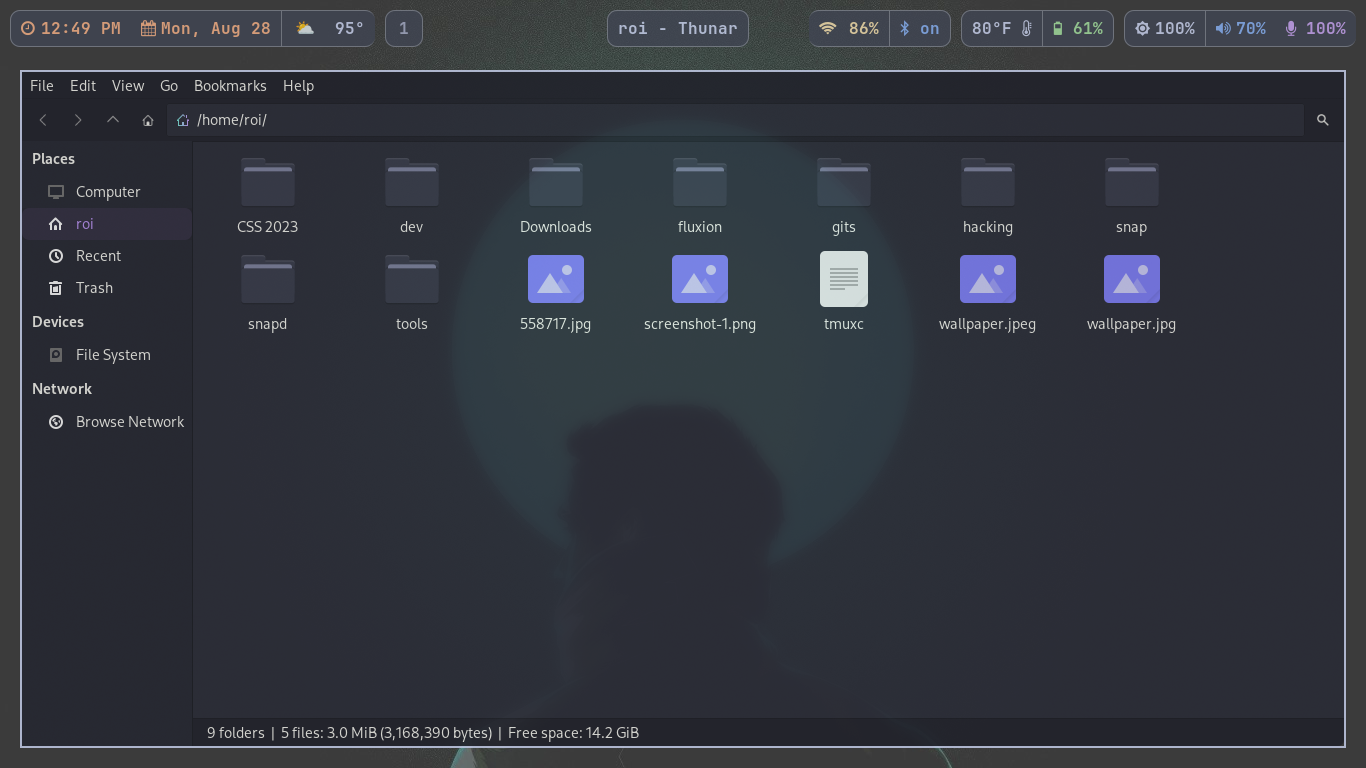 12:49 PM Mon, Aug 28 95° 1 roi - Thunar 86% on 80°F 61% 100% 70% 100%
File Edit View Go Bookmarks Help
/home/roi/
Places
Computer
roi
Recent
Trash
Devices
File System
Network
Browse Network
CSS 2023 dev Downloads fluxion gits hacking snap
snapd tools 558717.jpg screenshot-1.png tmuxc wallpaper.jpeg wallpaper.jpg
9 folders | 5 files: 3.0 MiB (3,168,390 bytes) | Free space: 14.2 GiB